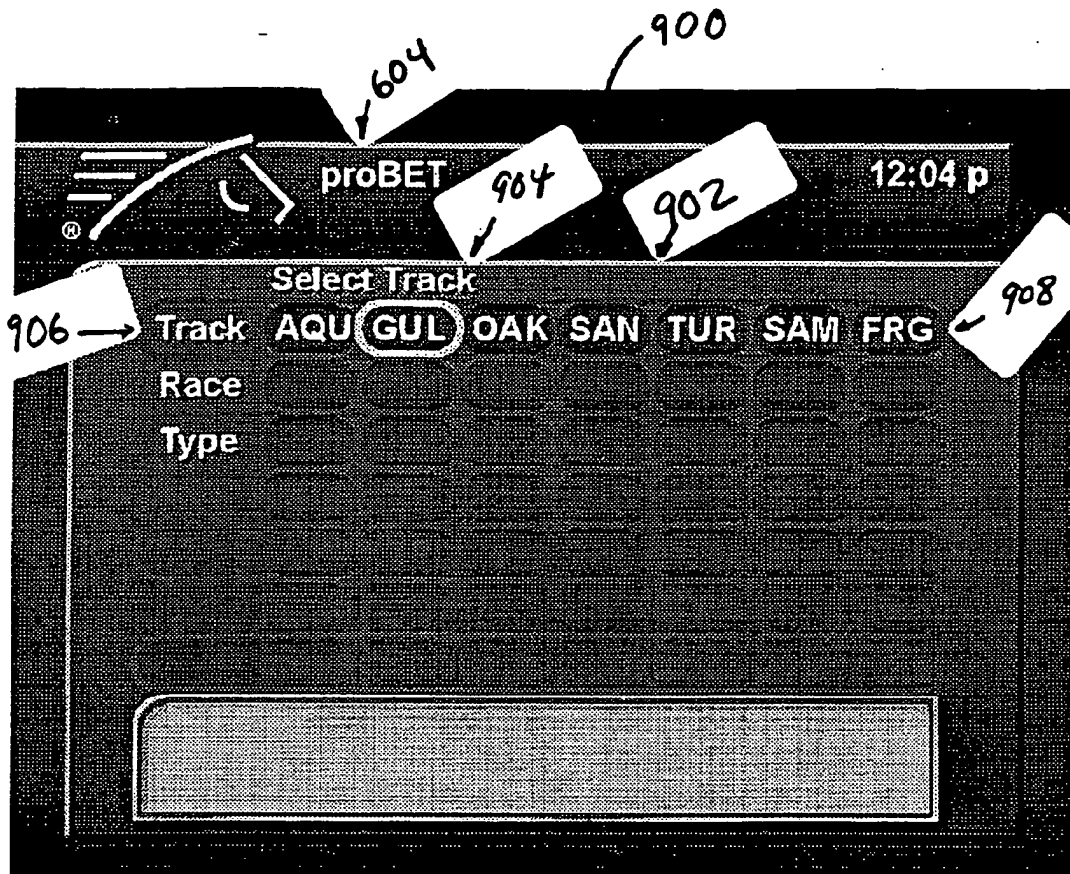 900
604
proBET
904
902
12:04 p
®
Select Track
908
906
Track AQU GUL OAK SAN TUR SAM FRG
Race
Type